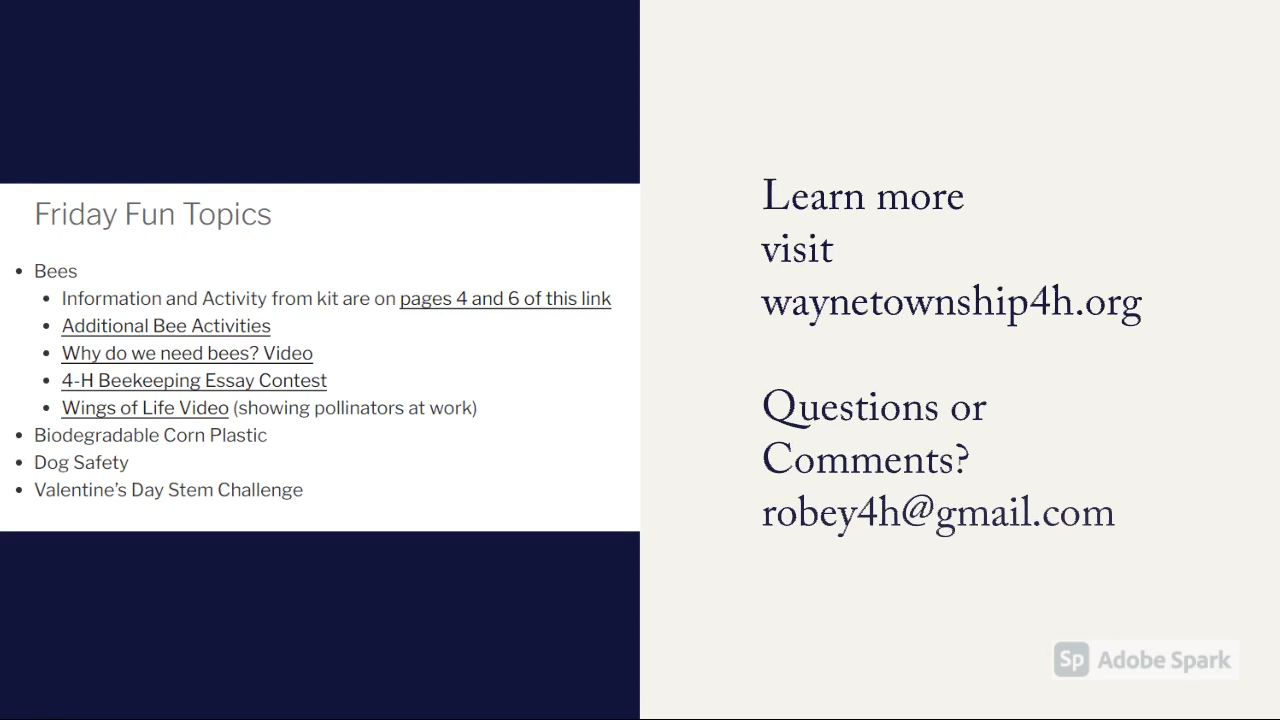 Friday Fun Topics
• Bees
• Information and Activity from kit are on pages 4 and 6 of this link
• Additional Bee Activities
• Why do we need bees? Video
• 4-H Beekeeping Essay Contest
• Wings of Life Video (showing pollinators at work)
• Biodegradable Corn Plastic
• Dog Safety
• Valentine’s Day Stem Challenge
Learn more
visit
waynetownship4h.org
Questions or
Comments?
robey4h@gmail.com
Sp Adobe Spark